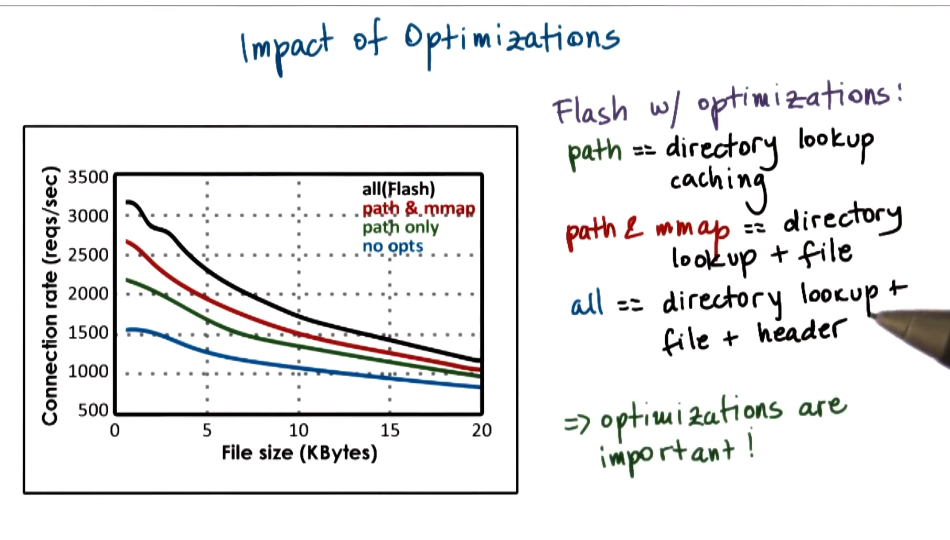 Impact of Optimizations
Flash w/ optimizations:
path == directory lookup
caching
path & mmap == directory
lookup + file
all == directory lookup +
file + header
=> optimizations are
important!
Connection rate (reqs/sec)
3500
3000
2500
2000
1500
1000
500
all(Flash)
path & mmap
path only
no opts
0 5 10 15 20
File size (KBytes)